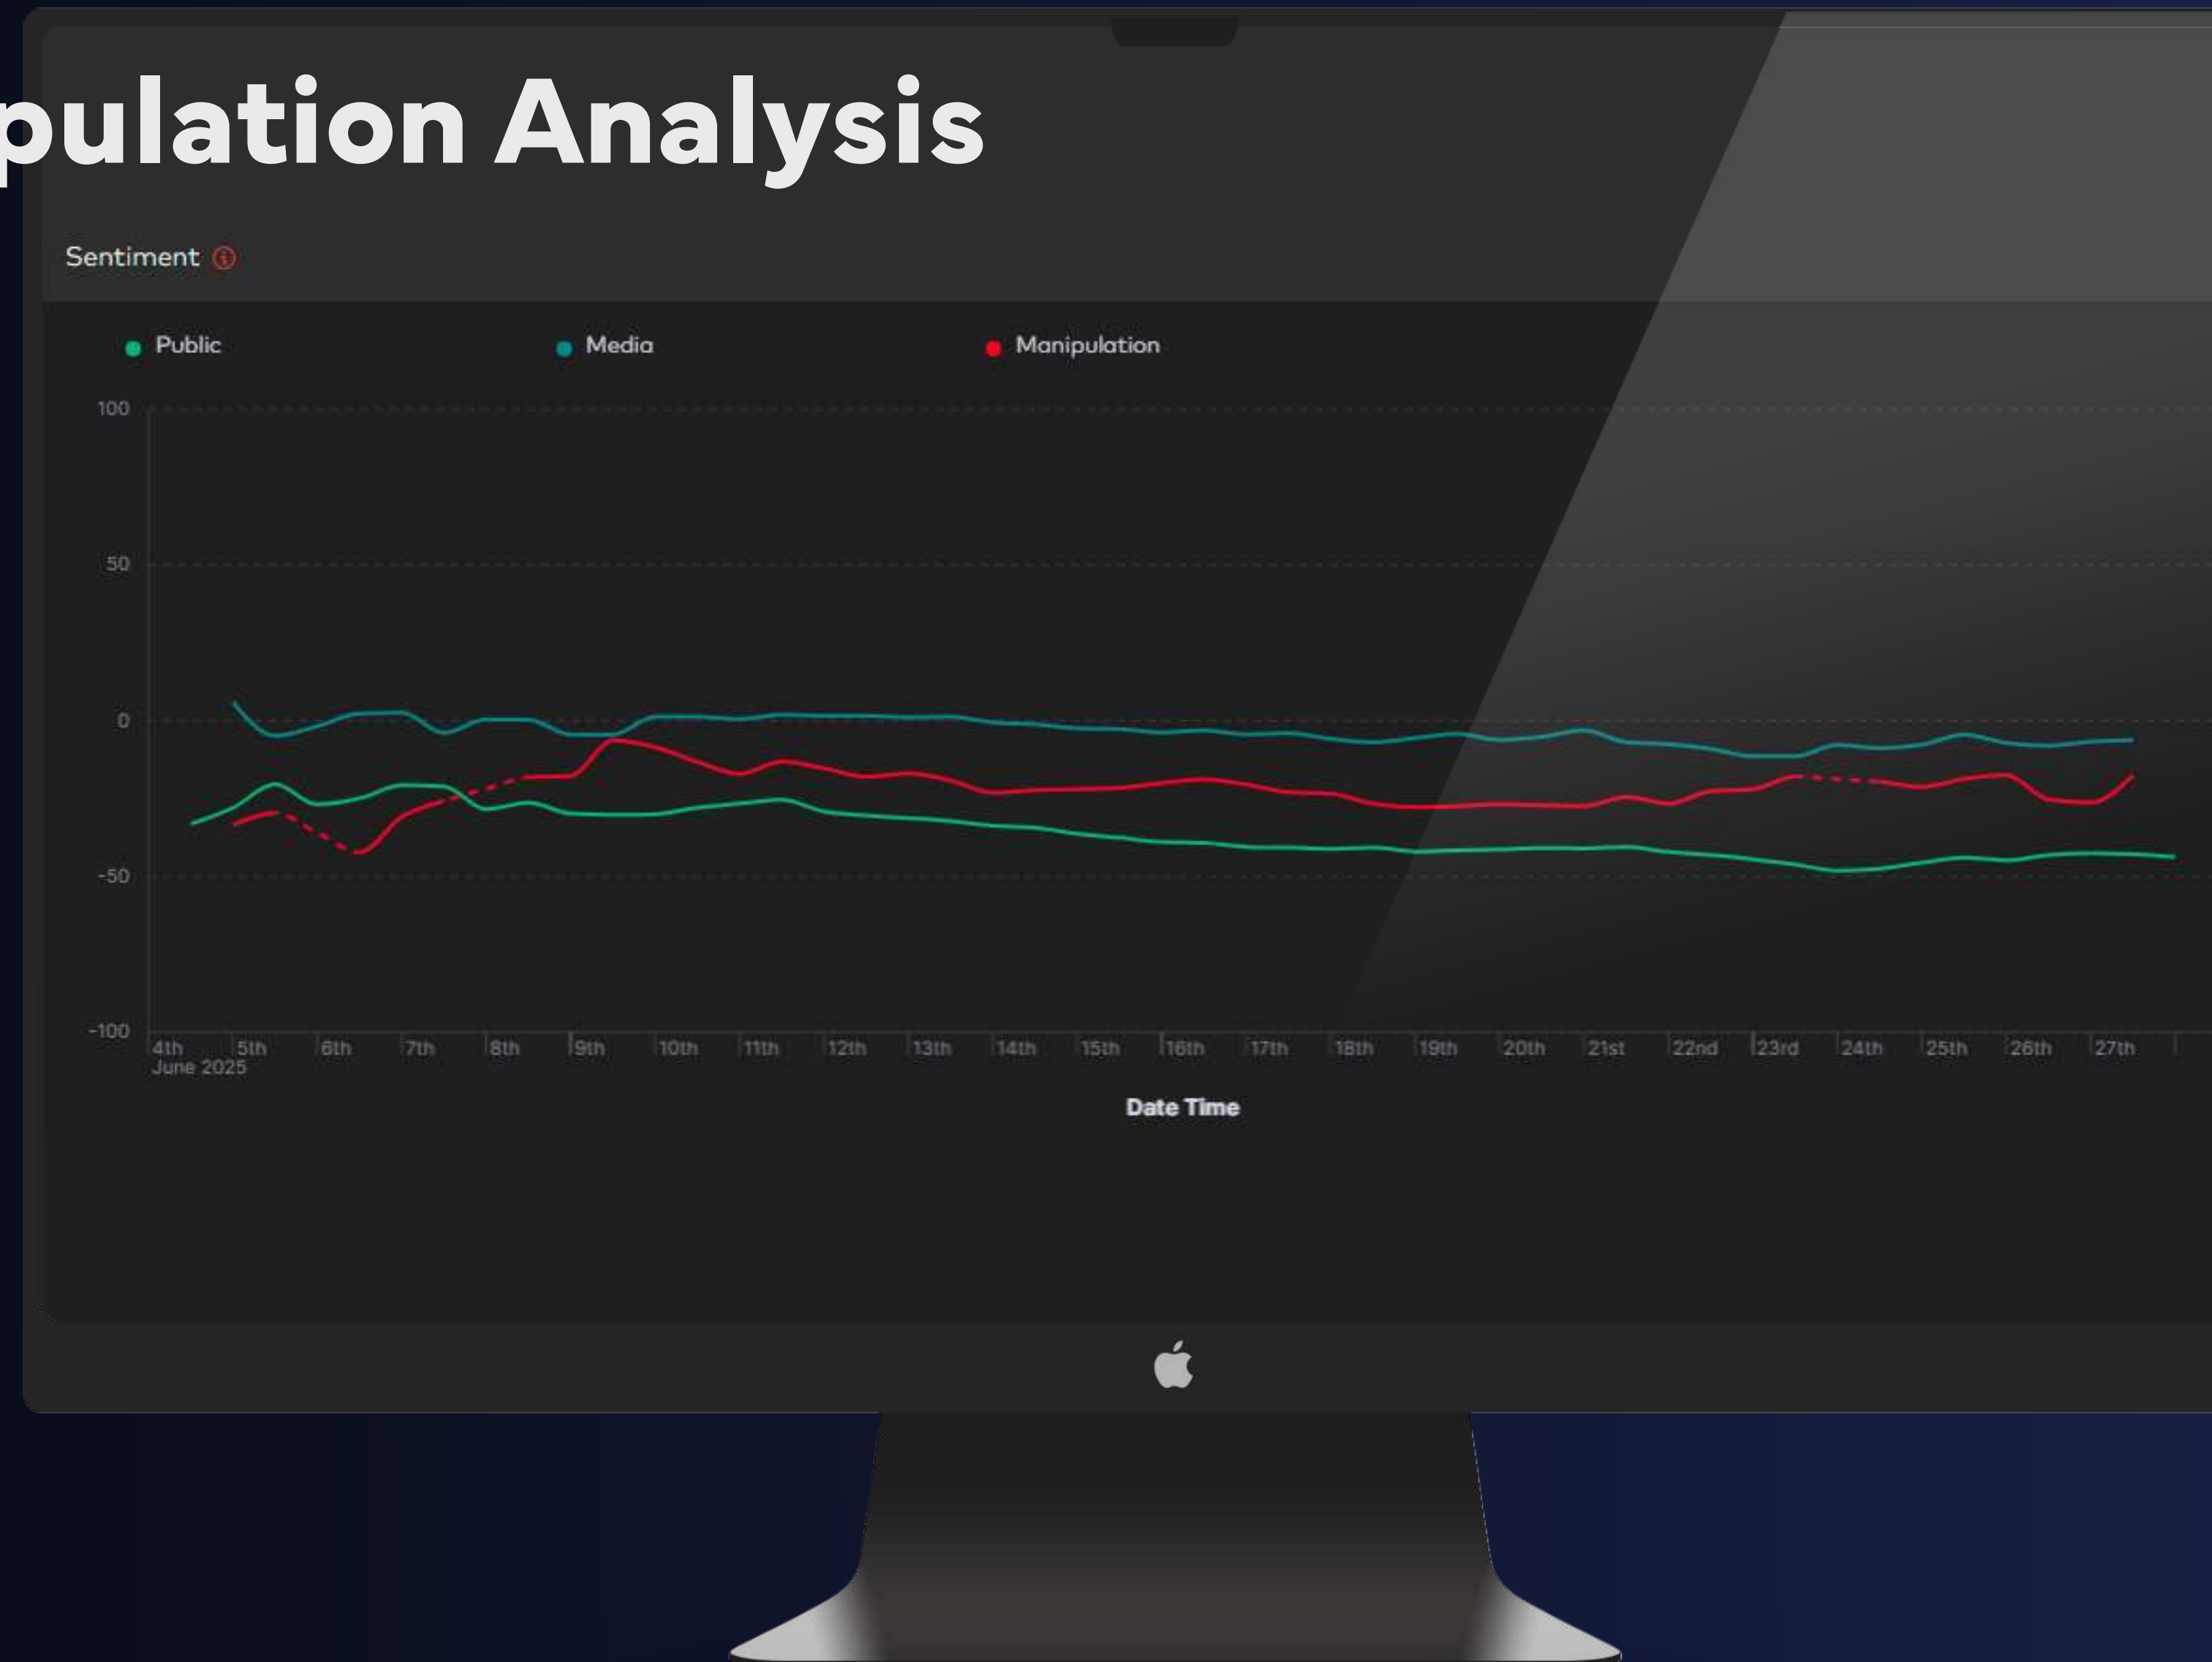 pulation Analysis
Sentiment
Public Media Manipulation
100
50
0
-50
-100
4th 5th 6th 7th 8th 9th 10th 11th 12th 13th 14th 15th 16th 17th 18th 19th 20th 21st 22nd 23rd 24th 25th 26th 27th
June 2025
Date Time